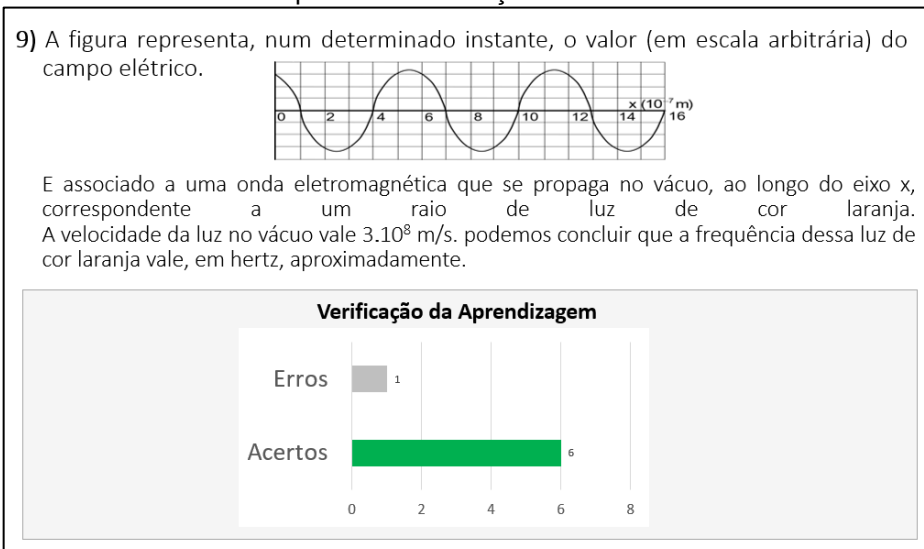 9) A figura representa, num determinado instante, o valor (em escala arbitrária) do
campo elétrico.
x (10⁻⁷ m)
0 2 4 6 8 10 12 14 16
E associado a uma onda eletromagnética que se propaga no vácuo, ao longo do eixo x,
correspondente a um raio de luz de cor laranja.
A velocidade da luz no vácuo vale 3.10⁸ m/s. podemos concluir que a frequência dessa luz de
cor laranja vale, em hertz, aproximadamente.
Verificação da Aprendizagem
Erros 1
Acertos 6
0 2 4 6 8